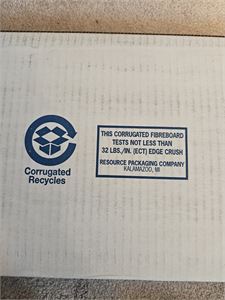 Corrugated
Recycles
THIS CORRUGATED FIBREBOARD
TESTS NOT LESS THAN
32 LBS./IN. (ECT) EDGE CRUSH
RESOURCE PACKAGING COMPANY
KALAMAZOO, MI